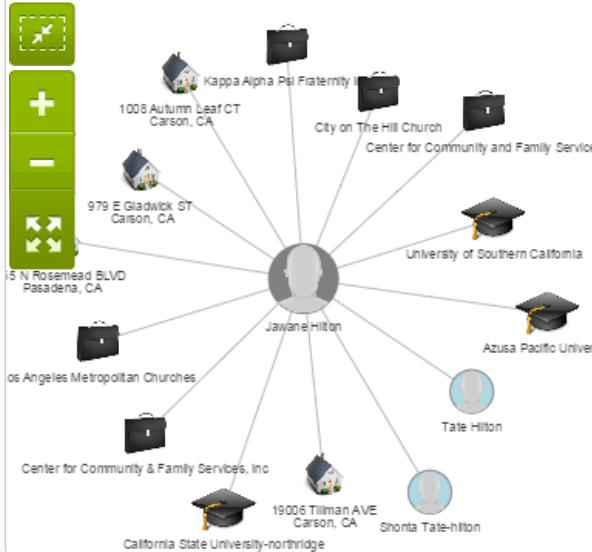 Kappa Alpha Psi Fraternity
1008 Autumn Leaf CT
Carson, CA
City on The Hill Church
Center for Community and Family Service
979 E Gladwick ST
Carson, CA
University of Southern California
55 N Rosemead BLVD
Pasadena, CA
Jawane Hilton
Azusa Pacific Univer
os Angeles Metropolitan Churches
Tate Hilton
Center for Community & Family Services, Inc
19006 Tillman AVE
Carson, CA
Shonta Tate-hilton
California State University-northridge